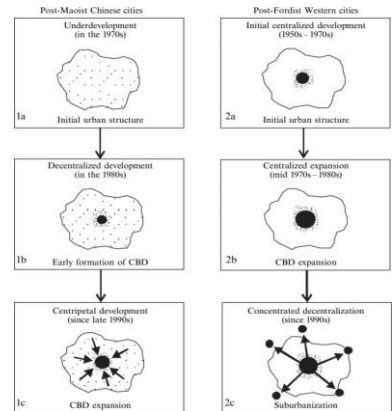 Post-Maoist Chinese cities
Underdevelopment
(in the 1970s)
1a
Initial urban structure
Decentralized development
(in the 1980s)
1b
Early formation of CBD
Centripetal development
(since late 1990s)
1c
CBD expansion
Post-Fordist Western cities
Initial centralized development
(1950s–1970s)
2a
Initial urban structure
Centralized expansion
(mid 1970s–1980s)
2b
CBD expansion
Concentrated decentralization
(since 1990s)
2c
Suburbanization